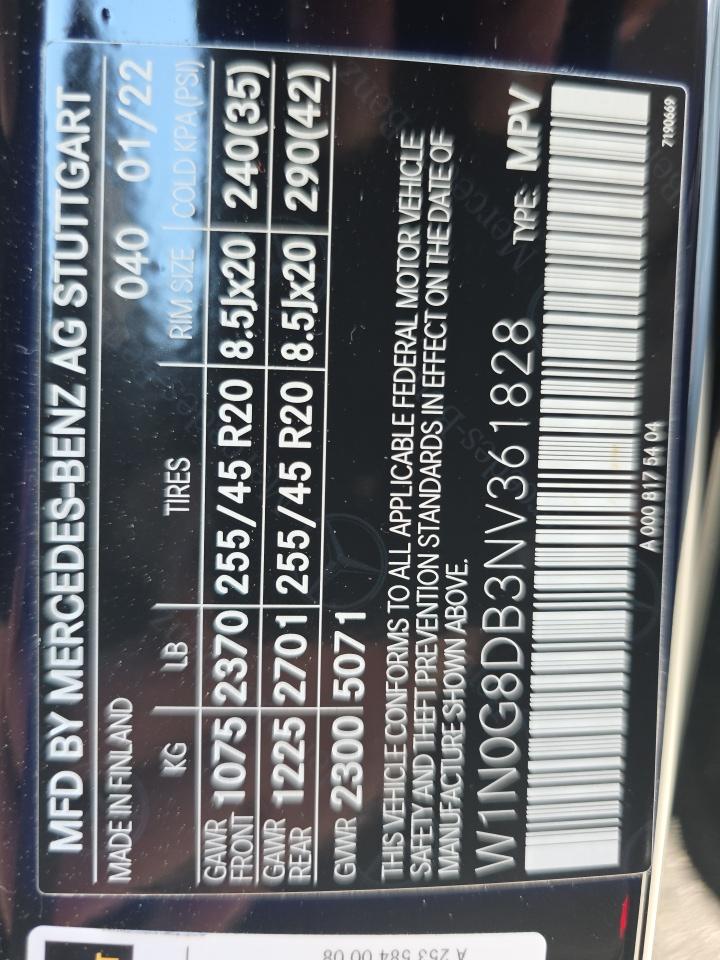 MFD BY MERCEDES-BENZ AG STUTTGART
MADE IN FINLAND 040 01/22
KG LB TIRES RIM SIZE COLD KPA(PSI)
GAWR FRONT 1075 2370 255/45 R20 8.5Jx20 240(35)
GAWR REAR 1225 2701 255/45 R20 8.5Jx20 290(42)
GVWR 2300 5071
THIS VEHICLE CONFORMS TO ALL APPLICABLE FEDERAL MOTOR VEHICLE
SAFETY AND THEFT PREVENTION STANDARDS IN EFFECT ON THE DATE OF
MANUFACTURE SHOWN ABOVE.
W1N0G8DB3NV361828 TYPE: MPV
A 000 817 54 04
7190669
A 253 584 00 08